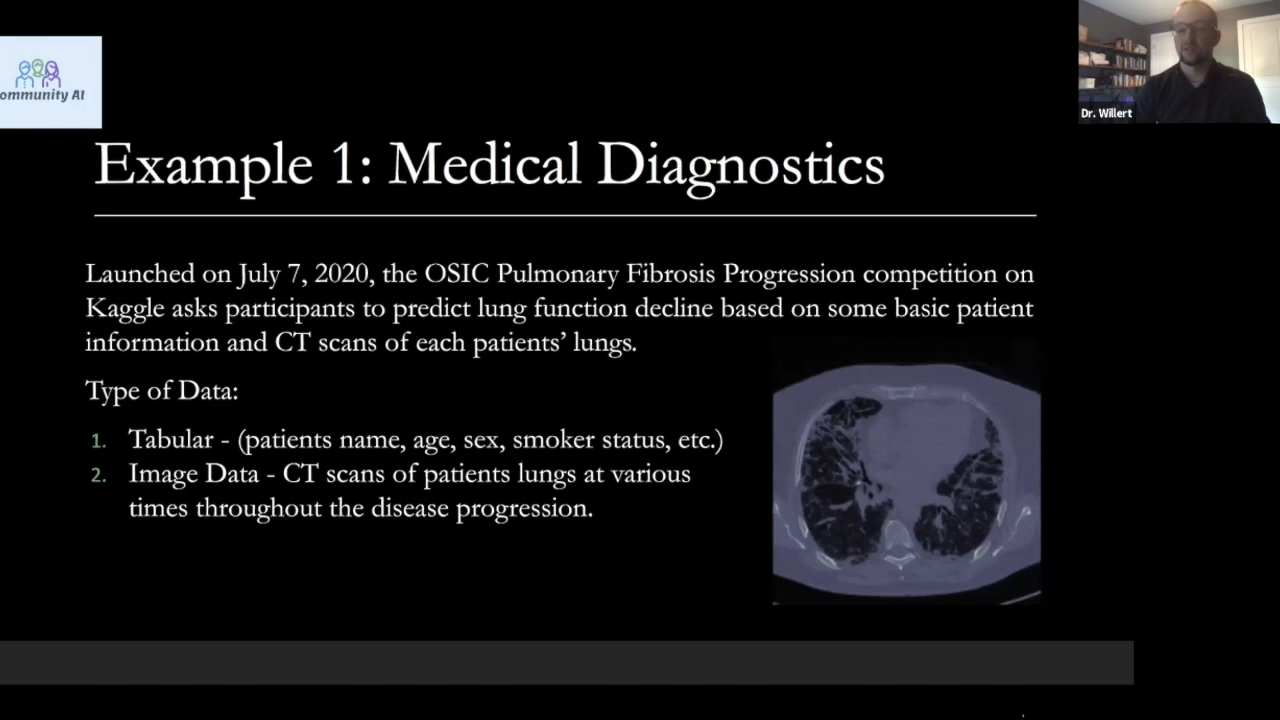 ommunity AI
Dr. Willert
Example 1: Medical Diagnostics
Launched on July 7, 2020, the OSIC Pulmonary Fibrosis Progression competition on
Kaggle asks participants to predict lung function decline based on some basic patient
information and CT scans of each patients’ lungs.
Type of Data:
1. Tabular - (patients name, age, sex, smoker status, etc.)
2. Image Data - CT scans of patients lungs at various
times throughout the disease progression.